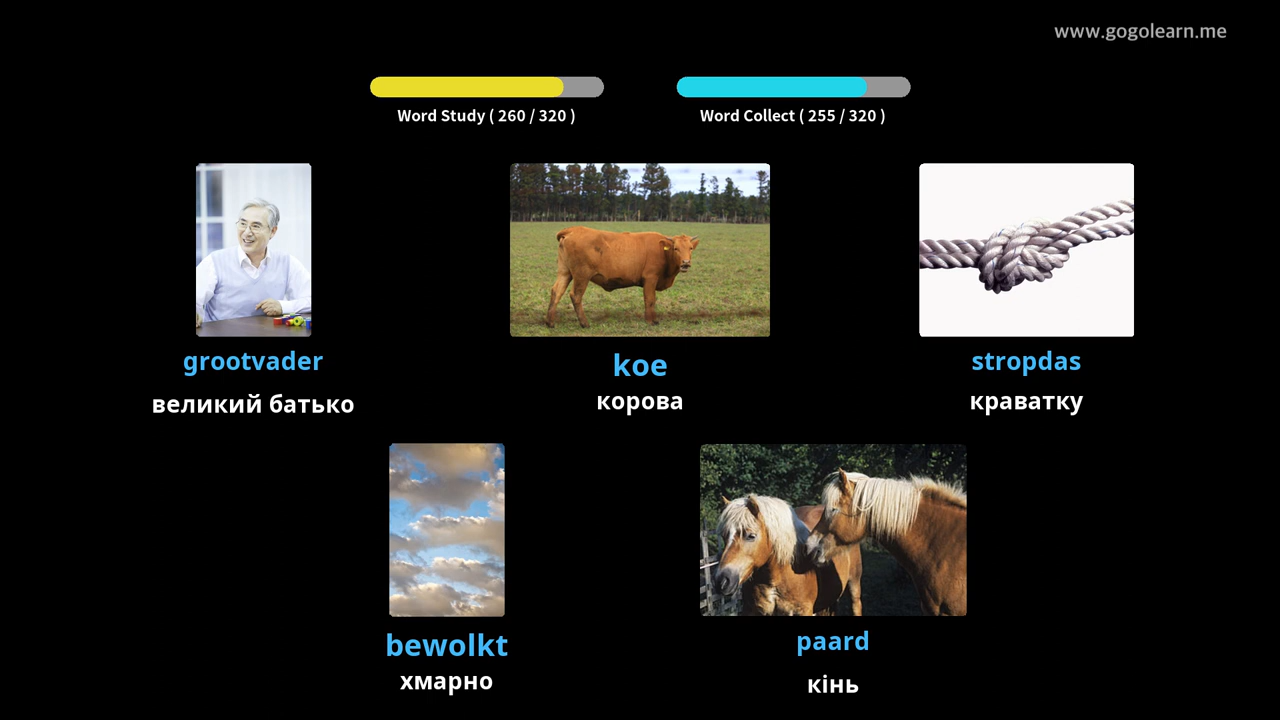 www.gogolearn.me
Word Study ( 260 / 320 )
Word Collect ( 255 / 320 )
grootvader
великий батько
koe
корова
stropdas
краватку
bewolkt
хмарно
paard
кінь